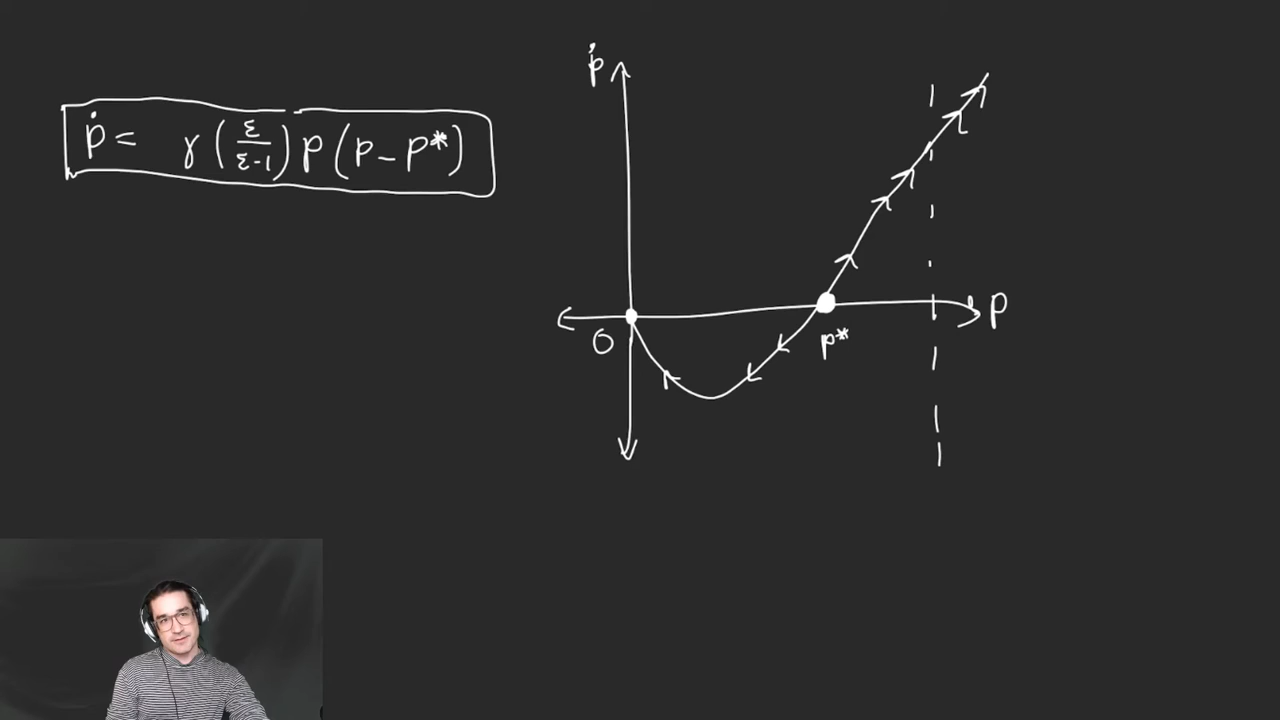 ṗ = γ (ε/(ε-1)) p (p - p*)
ṗ
p
0
p*